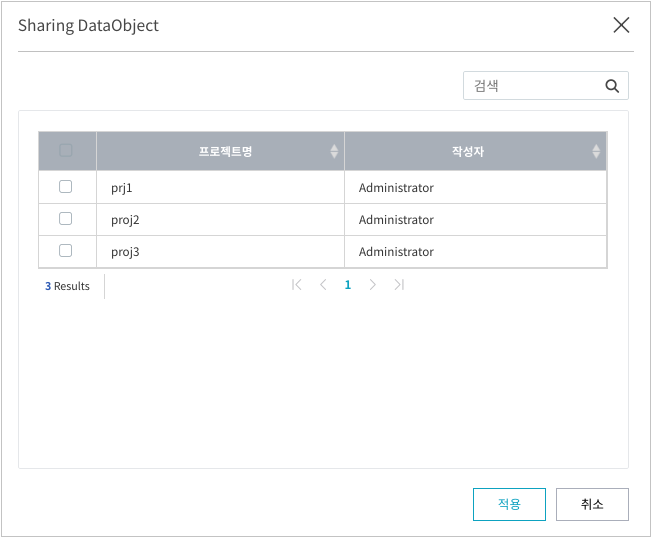 Sharing DataObject
검색
프로젝트명 작성자
prj1 Administrator
proj2 Administrator
proj3 Administrator
3 Results 1
적용 취소